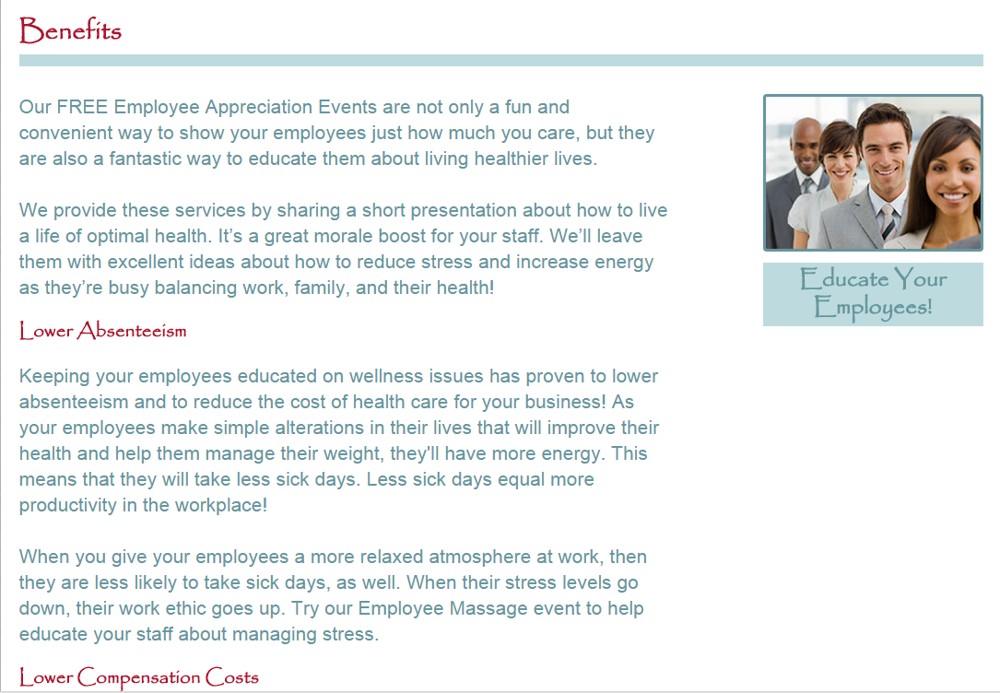 Benefits
Our FREE Employee Appreciation Events are not only a fun and
convenient way to show your employees just how much you care, but they
are also a fantastic way to educate them about living healthier lives.
We provide these services by sharing a short presentation about how to live
a life of optimal health. It’s a great morale boost for your staff. We’ll leave
them with excellent ideas about how to reduce stress and increase energy
as they’re busy balancing work, family, and their health!
Lower Absenteeism
Keeping your employees educated on wellness issues has proven to lower
absenteeism and to reduce the cost of health care for your business! As
your employees make simple alterations in their lives that will improve their
health and help them manage their weight, they'll have more energy. This
means that they will take less sick days. Less sick days equal more
productivity in the workplace!
When you give your employees a more relaxed atmosphere at work, then
they are less likely to take sick days, as well. When their stress levels go
down, their work ethic goes up. Try our Employee Massage event to help
educate your staff about managing stress.
Lower Compensation Costs
Educate Your
Employees!